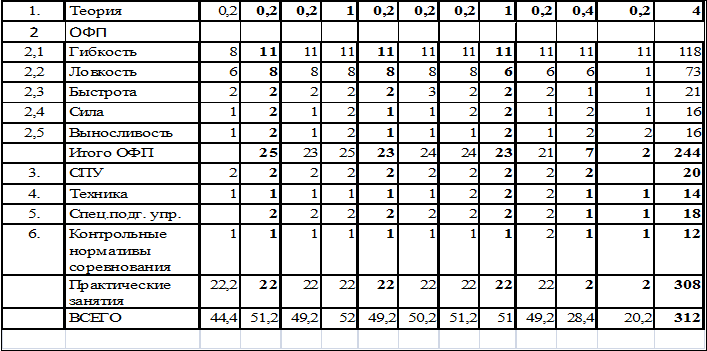 1. Теория 0,2 0,2 0,2 1 0,2 0,2 0,2 1 0,2 0,4 0,2 4
2 ОФП
2,1 Гибкость 8 11 11 11 11 11 11 11 11 11 11 118
2,2 Ловкость 6 8 8 8 8 8 8 6 6 6 1 73
2,3 Быстрота 2 2 2 2 2 3 2 2 2 1 1 21
2,4 Сила 1 2 1 2 1 1 2 2 1 2 1 16
2,5 Выносливость 1 2 1 2 1 1 1 2 1 2 2 16
Итого ОФП 25 23 25 23 24 24 23 21 7 2 244
3. СПУ 2 2 2 2 2 2 2 2 2 2 20
4. Техника 1 1 1 1 1 1 2 2 2 1 1 14
5. Спец.подг. упр. 2 2 2 2 2 2 2 2 1 1 18
6. Контрольные 1 1 1 1 1 1 1 1 2 1 1 12
нормативы
соревнования
Практические 22,2 22 22 22 22 22 22 22 22 2 2 308
занятия
ВСЕГО 44,4 51,2 49,2 52 49,2 50,2 51,2 51 49,2 28,4 20,2 312